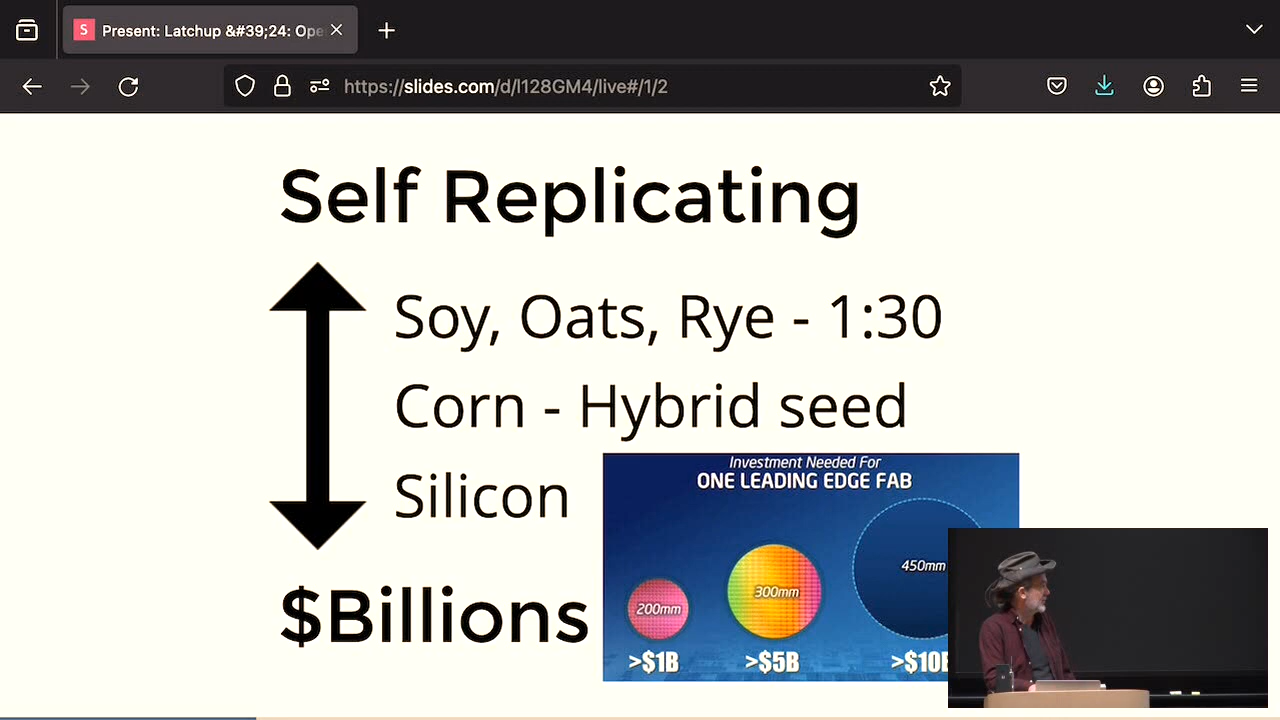 Present: Latchup &#39;24: Ope
https://slides.com/d/l128GM4/live#/1/2
Self Replicating
Soy, Oats, Rye - 1:30
Corn - Hybrid seed
Silicon
$Billions
Investment Needed For
ONE LEADING EDGE FAB
200mm
300mm
450mm
>$1B
>$5B
>$10B